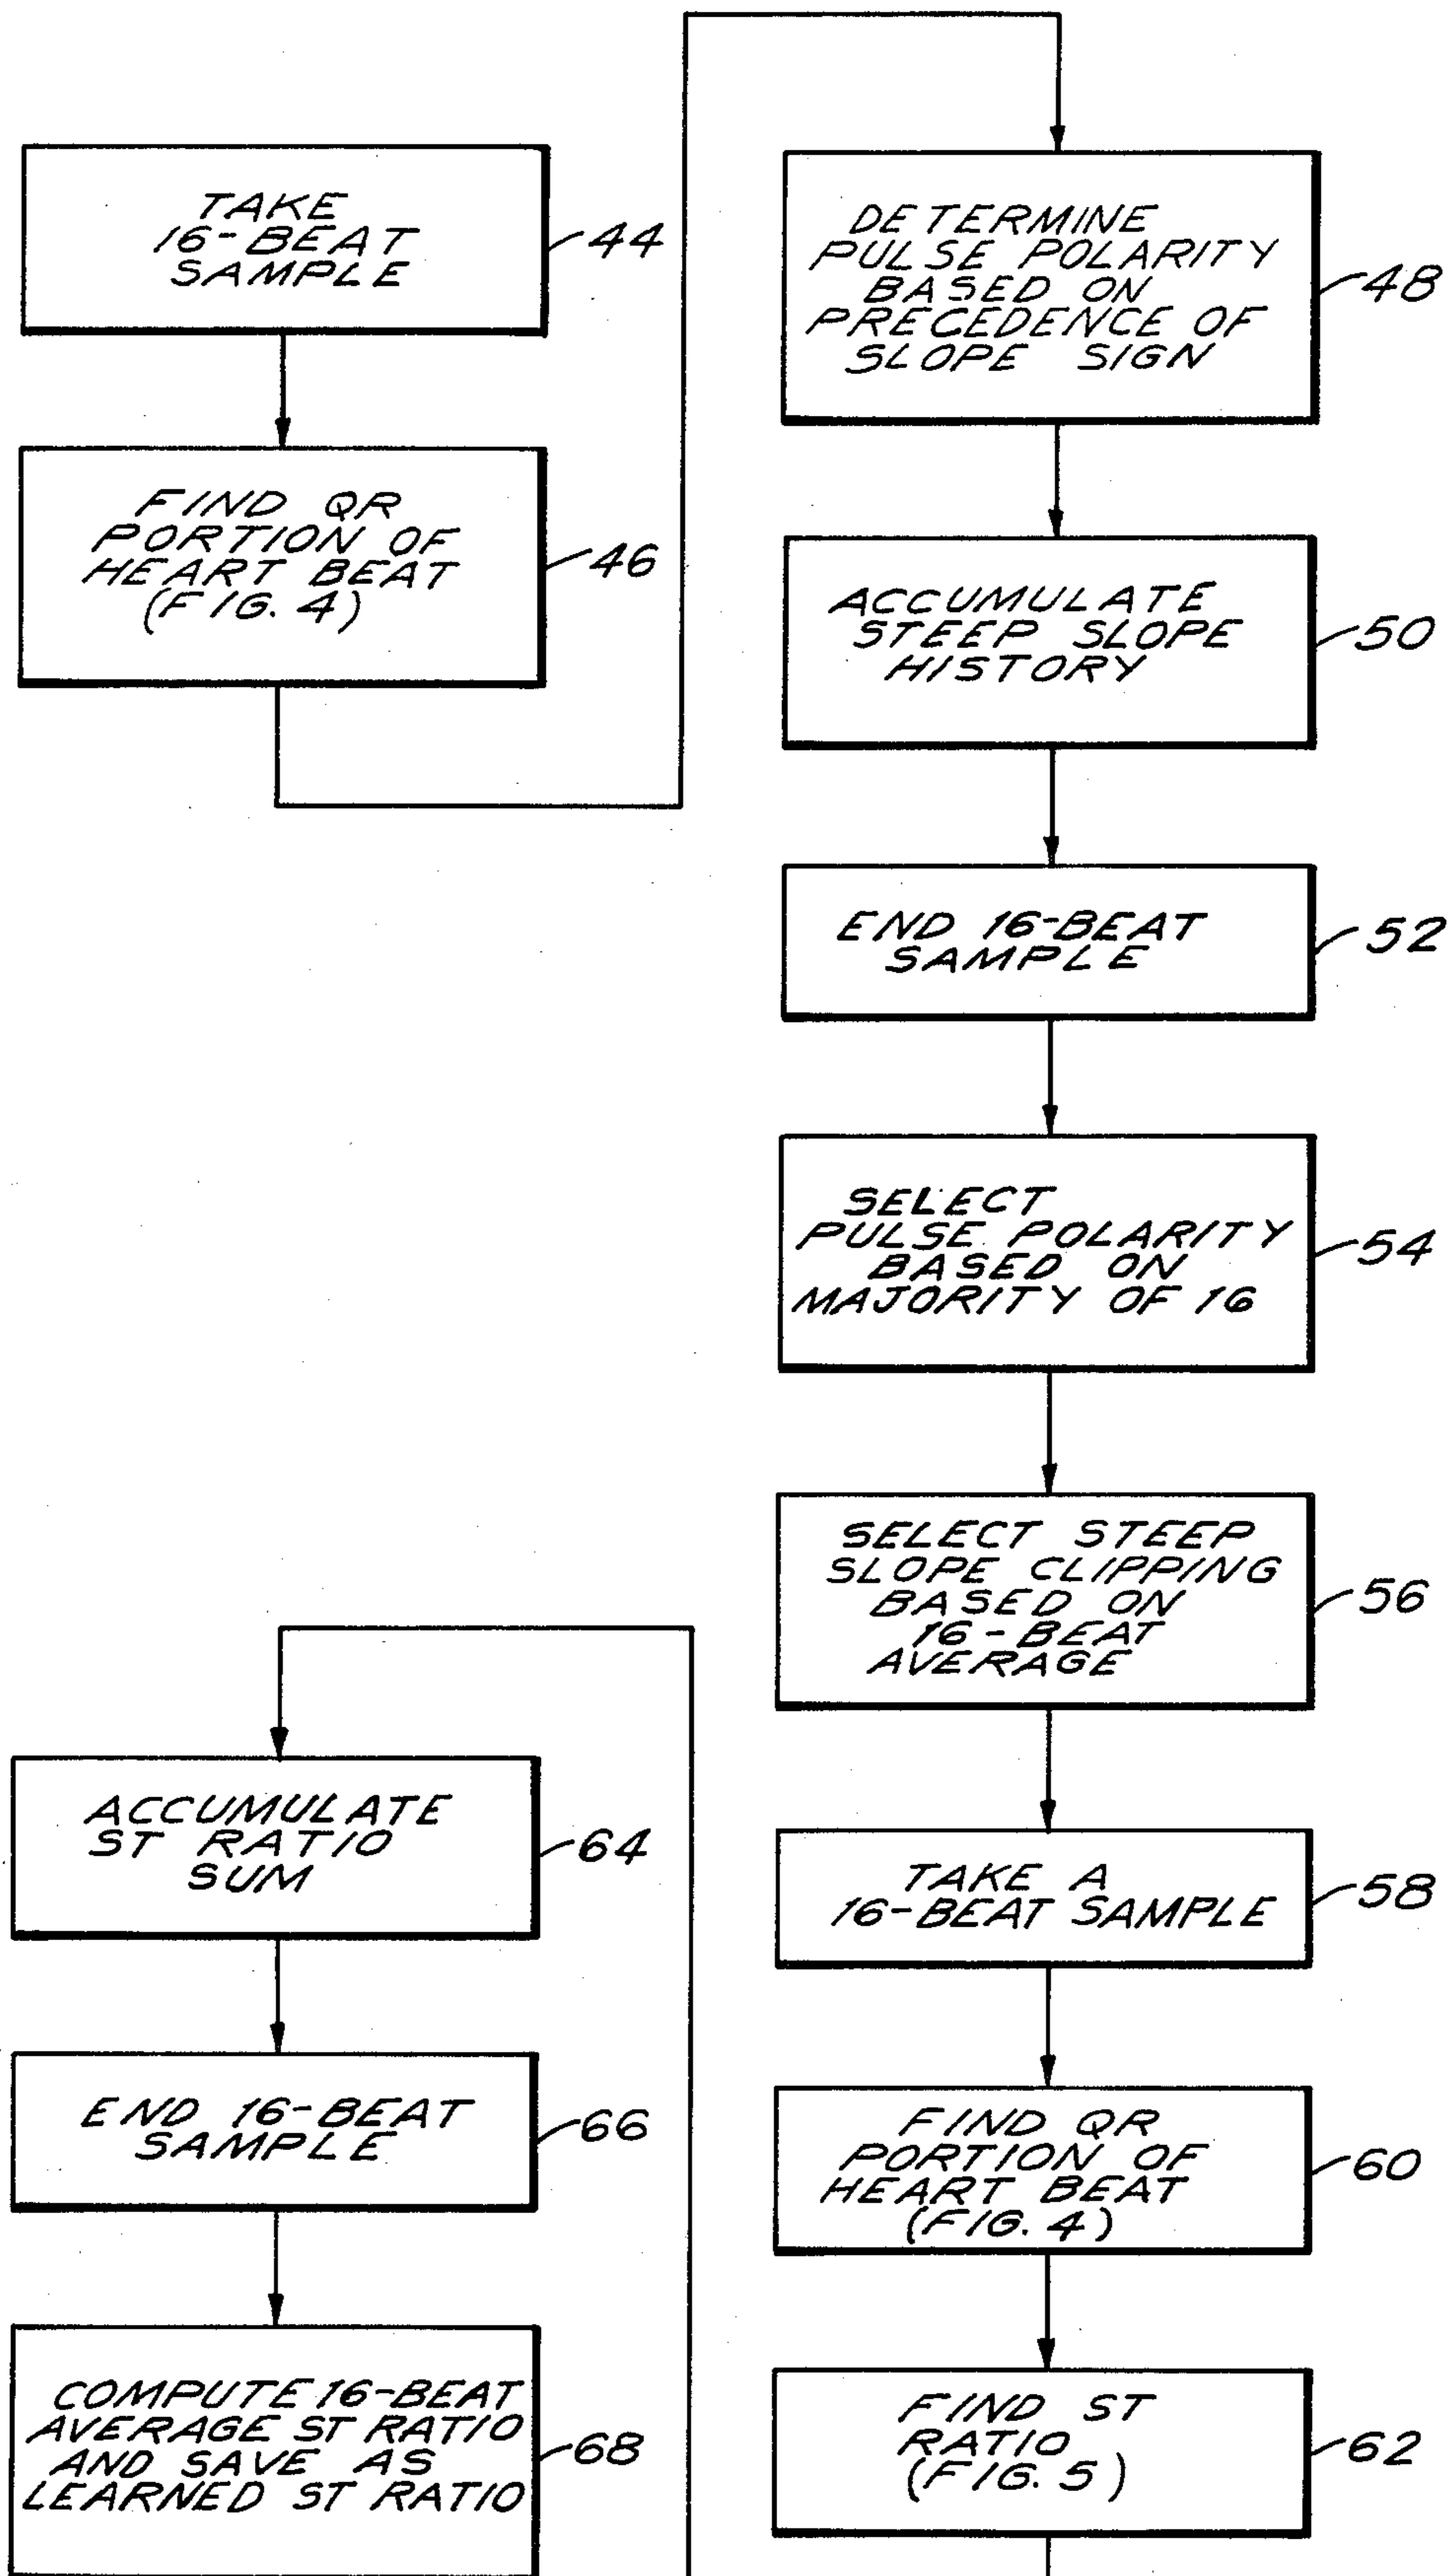 TAKE
16-BEAT
SAMPLE
44
FIND QR
PORTION OF
HEART BEAT
(FIG. 4)
46
DETERMINE
PULSE POLARITY
BASED ON
PRECEDENCE OF
SLOPE SIGN
48
ACCUMULATE
STEEP SLOPE
HISTORY
50
END 16-BEAT
SAMPLE
52
SELECT
PULSE POLARITY
BASED ON
MAJORITY OF 16
54
SELECT STEEP
SLOPE CLIPPING
BASED ON
16-BEAT
AVERAGE
56
TAKE A
16-BEAT SAMPLE
58
FIND QR
PORTION OF
HEART BEAT
(FIG. 4)
60
FIND ST
RATIO
(FIG. 5)
62
ACCUMULATE
ST RATIO
SUM
64
END 16-BEAT
SAMPLE
66
COMPUTE 16-BEAT
AVERAGE ST RATIO
AND SAVE AS
LEARNED ST RATIO
68